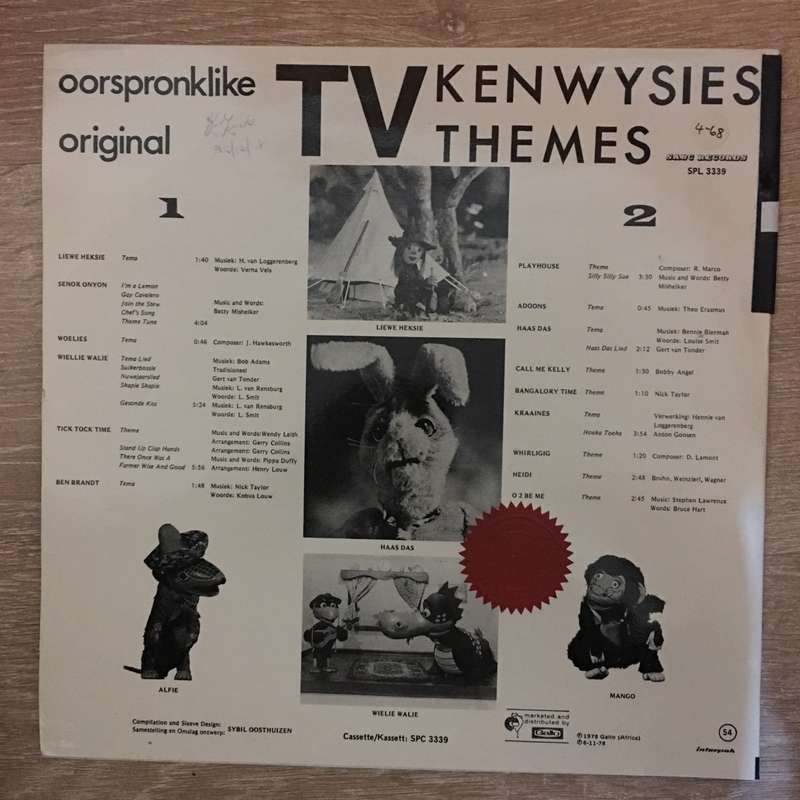 oorspronklike TV KENWYSIES
original THEMES
4-68
SABC RECORDS
SPL 3339
1
LIEWE HEKSIE Tema 1:40 Musiek: H. van Loggerenberg
Woorde: Verna Vels
SENOR ONYON I'm a Lemon
Gay Cavalero
Join the Stew Music and Words:
Chef's Song Betty Misheiker
Theme Tune 4:04
WOELIES Tema 0:46 Composer: J. Hawkesworth
WIELLIE WALIE Tema Lied Musiek: Bob Adams
Suikerbossie Tradisioneel
Nuwejaarslied Gert van Tonder
Skapie Skapie Musiek: L. van Rensburg
Woorde: L. Smit
Gesonde Kos 5:24 Musiek: L. van Rensburg
Woorde: L. Smit
TICK TOCK TIME Theme Music and Words: Wendy Leith
Arrangement: Gerry Collins
Stand Up Clap Hands Arrangement: Gerry Collins
There Once Was A Music and Words: Pippa Duffy
Farmer Wise And Good 5:56 Arrangement: Henry Louw
BEN BRANDT Tema 1:48 Musiek: Nick Taylor
Woorde: Kobus Louw
LIEWE HEKSIE
HAAS DAS
WIELIE WALIE
2
PLAYHOUSE Theme Composer: R. Marco
Silly Silly Sue 3:30 Music and Words: Betty
Misheiker
ADOONS Tema 0:45 Musiek: Theo Erasmus
HAAS DAS Tema Musiek: Bennie Bierman
Woorde: Louise Smit
Haas Das Lied 2:12 Gert van Tonder
CALL ME KELLY Theme 1:30 Bobby Angel
BANGALORY TIME Theme 1:10 Nick Taylor
KRAAINES Tema Verwerking: Hennie van
Loggerenberg
Hoeka Toeka 3:54 Anton Goosen
WHIRLIGIG Theme 1:20 Composer: D. Lamont
HEIDI Theme 2:48 Bruhn, Weinzierl, Wagner
O 2 BE ME Theme 2:45 Music: Stephen Lawrence
Words: Bruce Hart
ALFIE
MANGO
Compilation and Sleeve Design:
Samestelling en Omslag ontwerp: SYBIL OOSTHUIZEN
Cassette/Kassett: SPC 3339
marketed and
distributed by
Gallo
℗ 1978 Gallo (Africa)
© 6-11-78
54
interpak